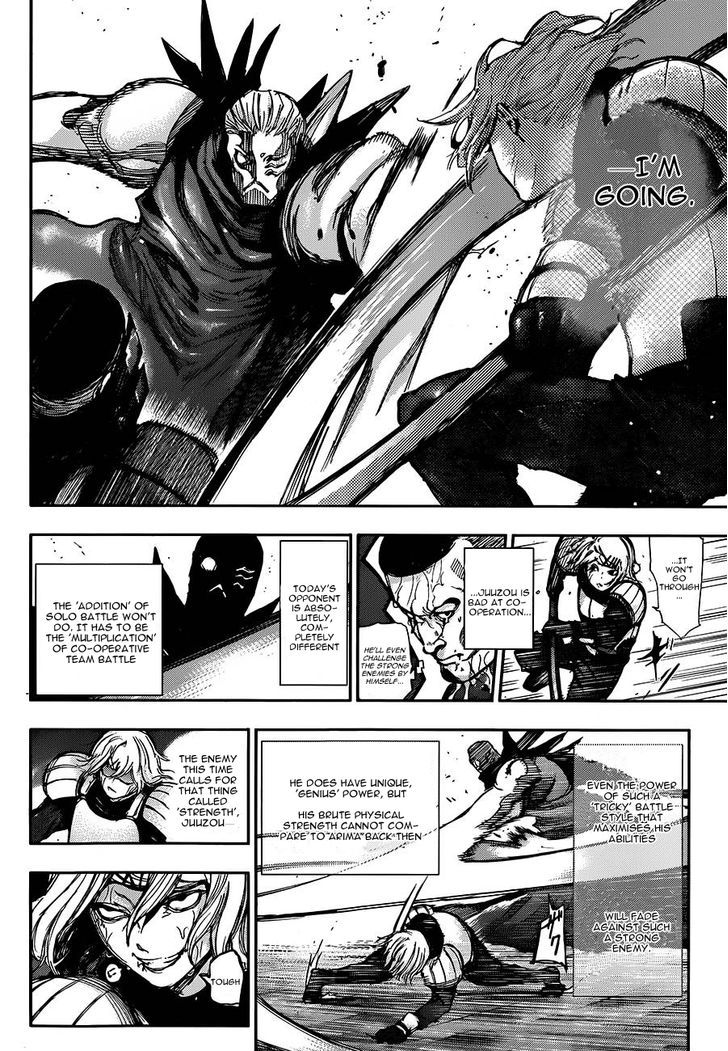 —I'M
GOING.
...IT
WON'T
GO
THROUGH...
...JUUZOU
IS BAD AT CO-
OPERATION...
HE'LL EVEN
CHALLENGE
THE STRONG
ENEMIES BY
HIMSELF...
TODAY'S
OPPONENT
IS ABSO-
LUTELY,
COM-
PLETELY
DIFFERENT
THE 'ADDITION' OF
SOLO BATTLE WON'T
DO, IT HAS TO BE
THE 'MULTIPLICATION'
OF CO-OPERATIVE
TEAM BATTLE
EVEN THE POWER
OF SUCH A
'TRICKY' BATTLE
STYLE THAT
MAXIMISES HIS
ABILITIES
WILL FADE
AGAINST SUCH
A STRONG
ENEMY.
HE DOES HAVE UNIQUE,
'GENIUS' POWER, BUT
HIS BRUTE PHYSICAL
STRENGTH CANNOT COM-
PARE TO ARIMA BACK THEN
THE ENEMY
THIS TIME
CALLS FOR
THAT THING
CALLED
'STRENGTH',
JUUZOU
TOUGH